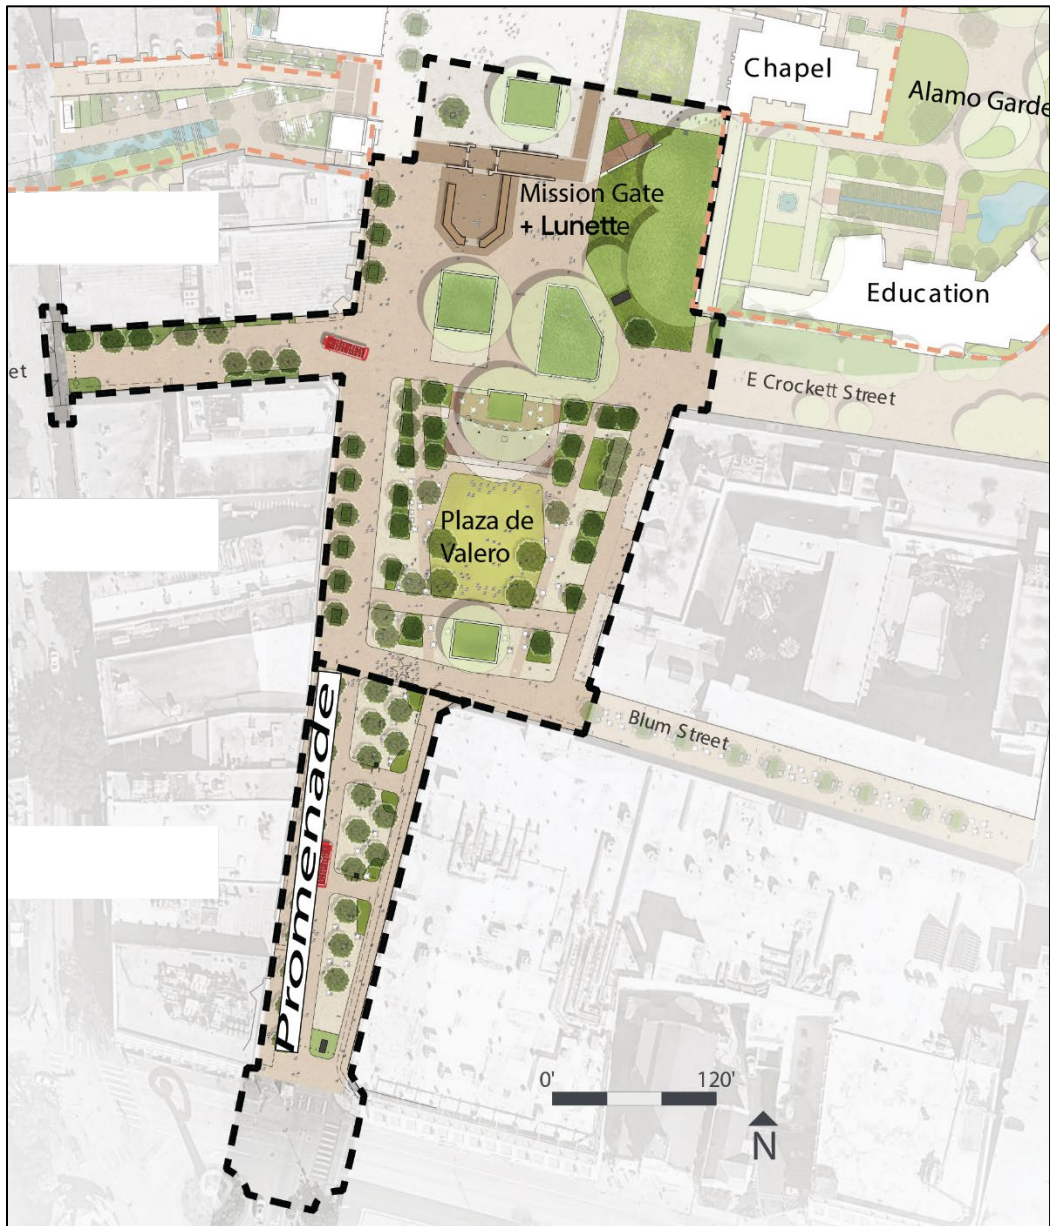 Chapel
Alamo Garde
Mission Gate
+ Lunette
Education
et
E Crockett Street
Plaza de
Valero
Blum Street
Promenade
0' 120'
N